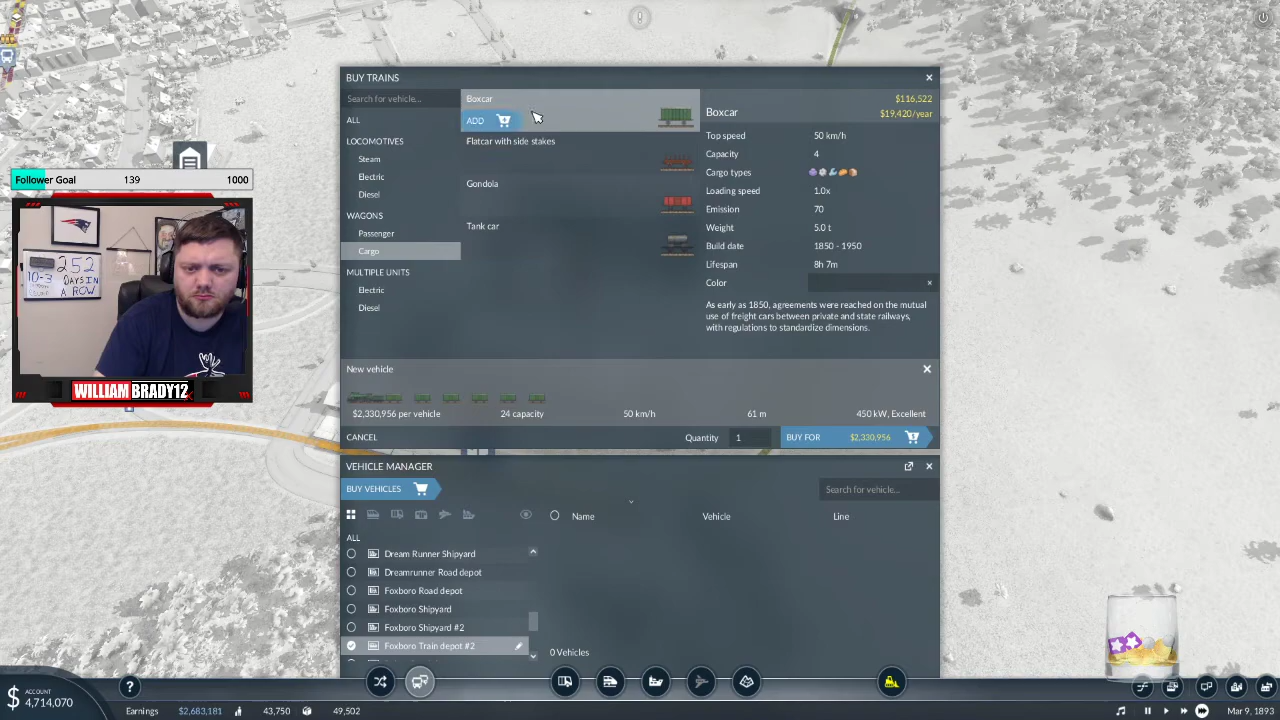 BUY TRAINS
Search for vehicle...
ALL
LOCOMOTIVES
Steam
Electric
Diesel
WAGONS
Passenger
Cargo
MULTIPLE UNITS
Electric
Diesel
Boxcar
ADD
Flatcar with side stakes
Gondola
Tank car
$116,522
Boxcar
$19,420/year
Top speed 50 km/h
Capacity 4
Cargo types
Loading speed 1.0x
Emission 70
Weight 5.0 t
Build date 1850 - 1950
Lifespan 8h 7m
Color
As early as 1850, agreements were reached on the mutual
use of freight cars between private and state railways,
with regulations to standardize dimensions.
New vehicle
$2,330,956 per vehicle 24 capacity 50 km/h 61 m 450 kW, Excellent
CANCEL Quantity 1 BUY FOR $2,330,956
VEHICLE MANAGER
BUY VEHICLES
Search for vehicle...
Name Vehicle Line
ALL
Dream Runner Shipyard
Dreamrunner Road depot
Foxboro Road depot
Foxboro Shipyard
Foxboro Shipyard #2
Foxboro Train depot #2
0 Vehicles
Follower Goal 139 1000
252
10-3 DAYS IN
A ROW
WILLIAM BRADY12
$ ACCOUNT
4,714,070
?
Earnings $2,683,181 43,750 49,502
Mar 9, 1893